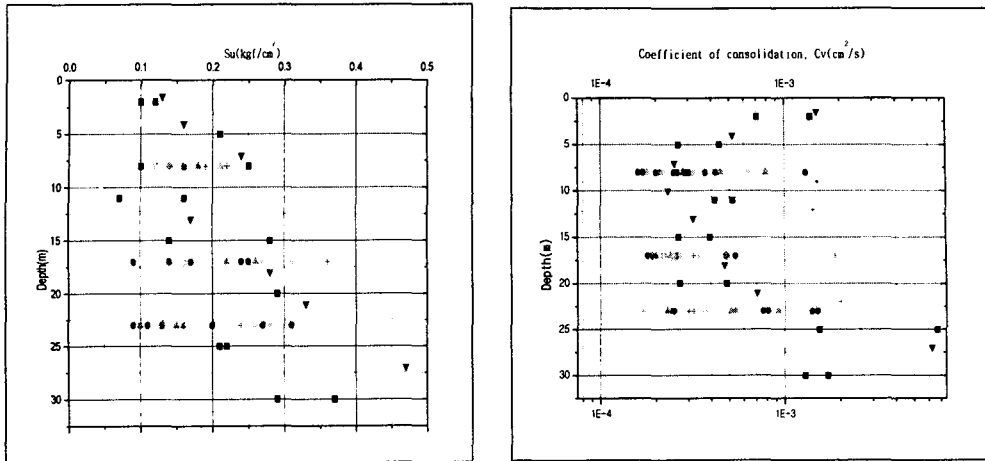 Su(kgf/cm²)
0.0 0.1 0.2 0.3 0.4 0.5
0
5
10
15
20
25
30
Depth(m)
Coefficient of consolidation, Cv(cm²/s)
1E-4 1E-3
0
5
10
15
20
25
30
Depth(m)
1E-4 1E-3